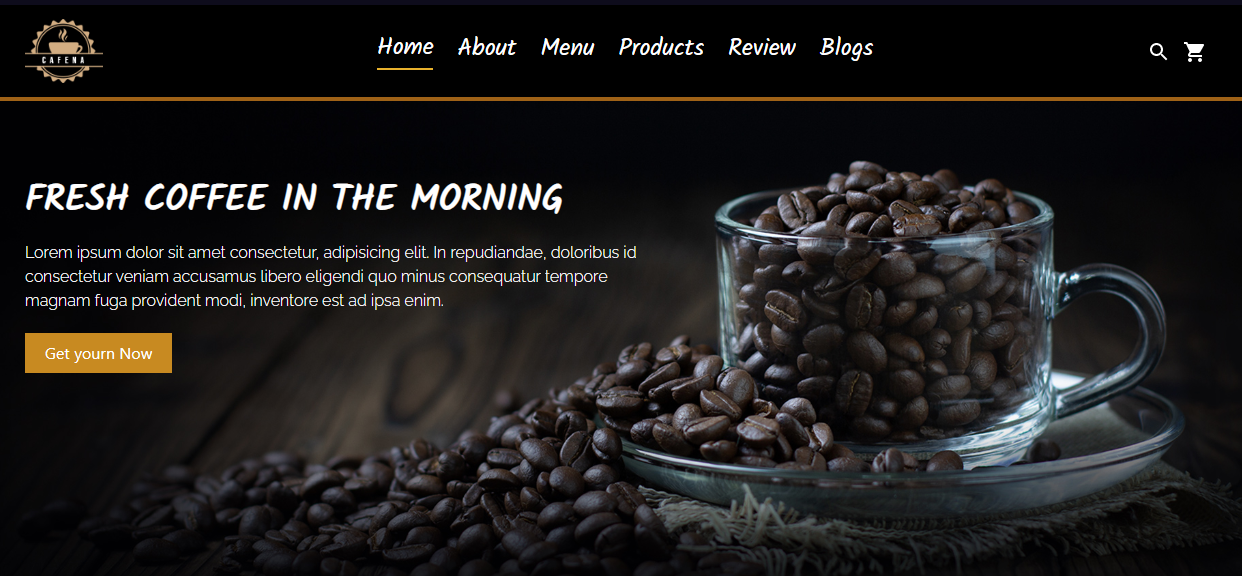 CAFENA
Home About Menu Products Review Blogs
FRESH COFFEE IN THE MORNING
Lorem ipsum dolor sit amet consectetur, adipisicing elit. In repudiandae, doloribus id
consectetur veniam accusamus libero eligendi quo minus consequatur tempore
magnam fuga provident modi, inventore est ad ipsa enim.
Get yourn Now